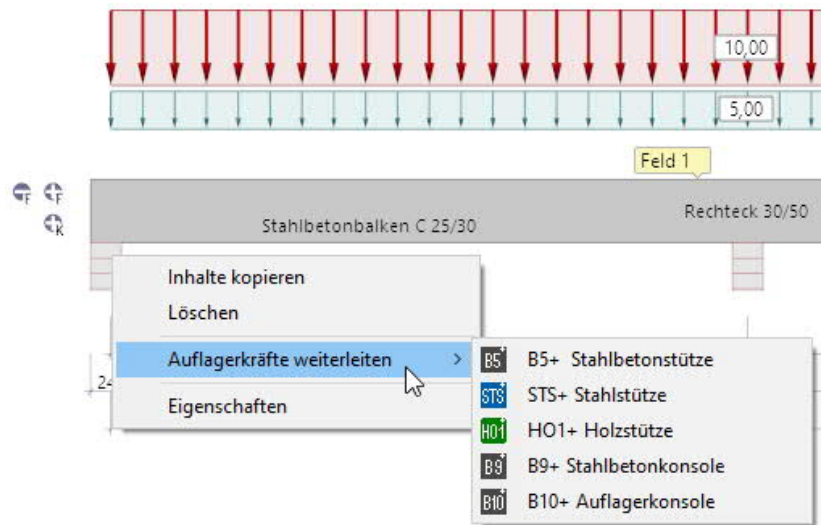 10,00
5,00
Feld 1
F F
K
Stahlbetonbalken C 25/30
Rechteck 30/50
Inhalte kopieren
Löschen
Auflagerkräfte weiterleiten
24
Eigenschaften
B5+ B5+ Stahlbetonstütze
STS+ STS+ Stahlstütze
HO1+ HO1+ Holzstütze
B9+ B9+ Stahlbetonkonsole
B10+ B10+ Auflagerkonsole